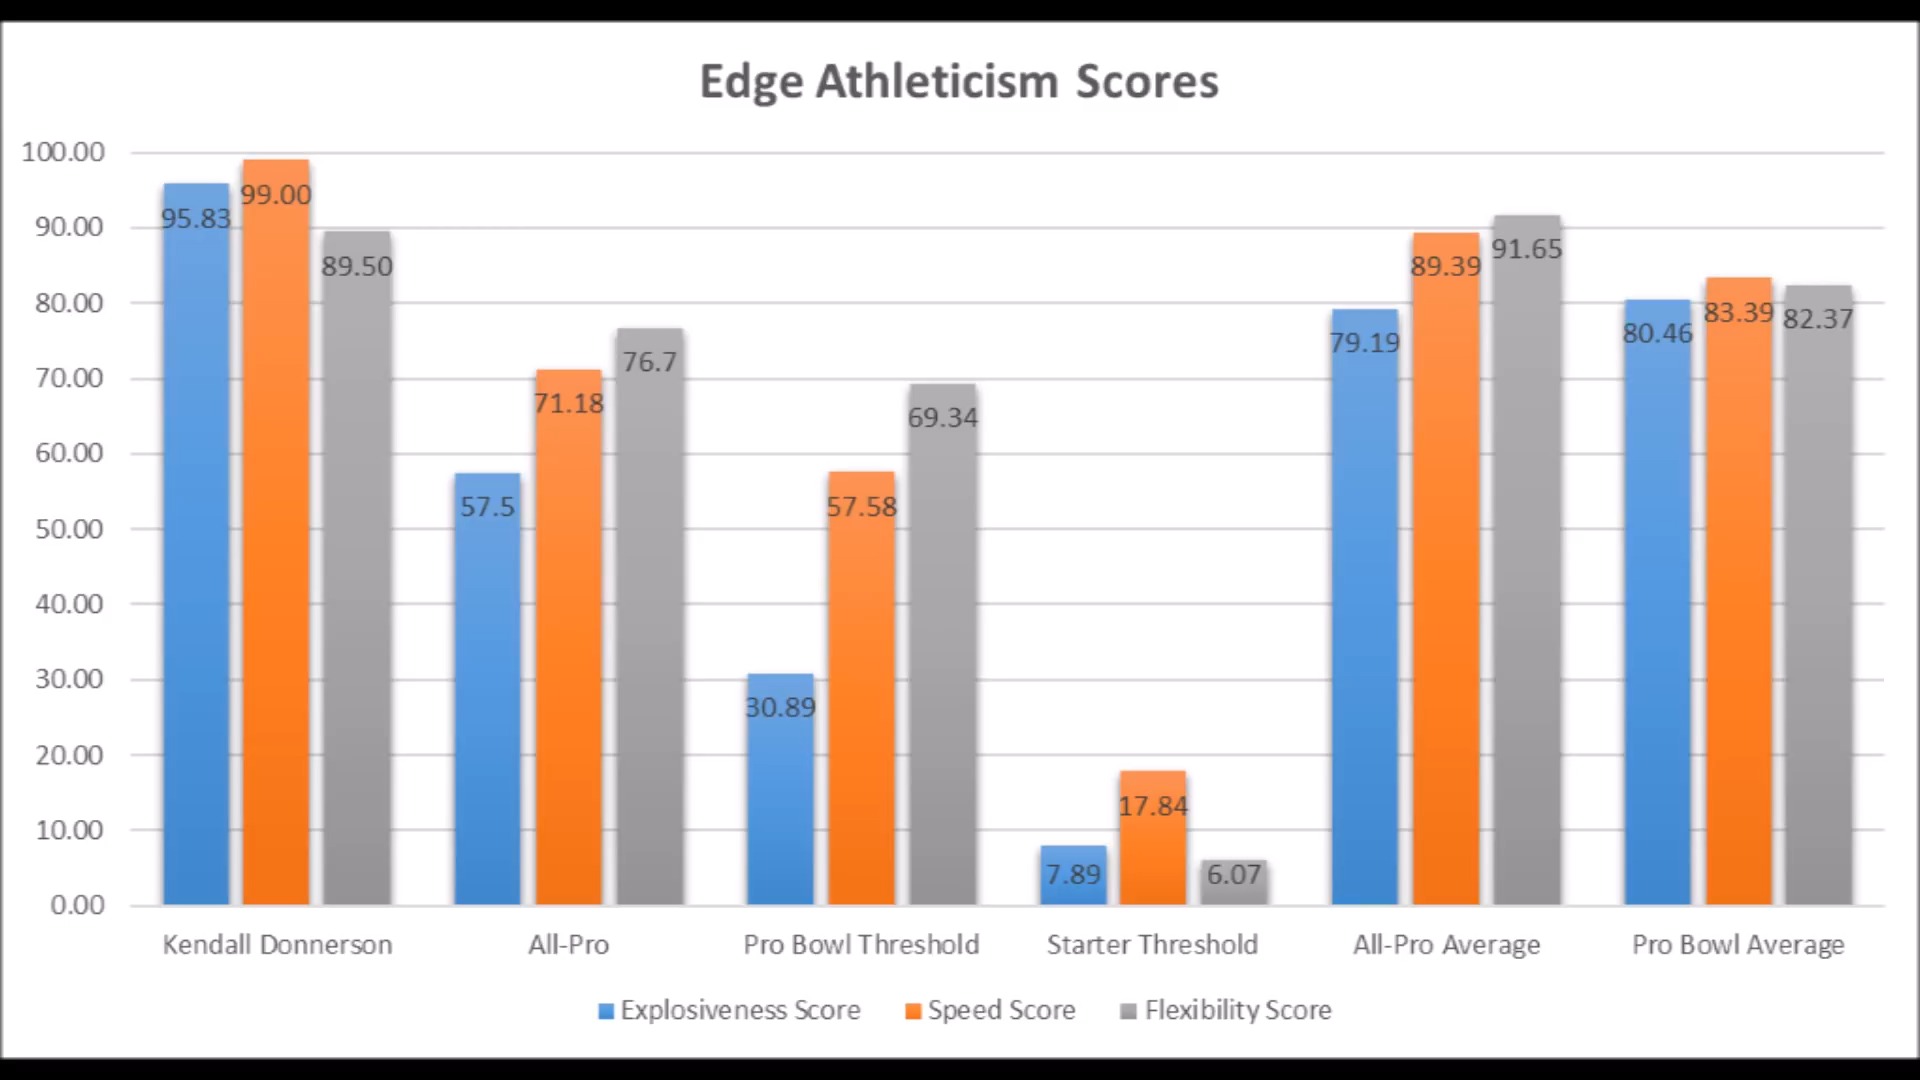 Edge Athleticism Scores
100.00
90.00
80.00
70.00
60.00
50.00
40.00
30.00
20.00
10.00
0.00
95.83 99.00 89.50
57.5 71.18 76.7
30.89 57.58 69.34
7.89 17.84 6.07
79.19 89.39 91.65
80.46 83.39 82.37
Kendall Donnerson All-Pro Pro Bowl Threshold Starter Threshold All-Pro Average Pro Bowl Average
Explosiveness Score Speed Score Flexibility Score